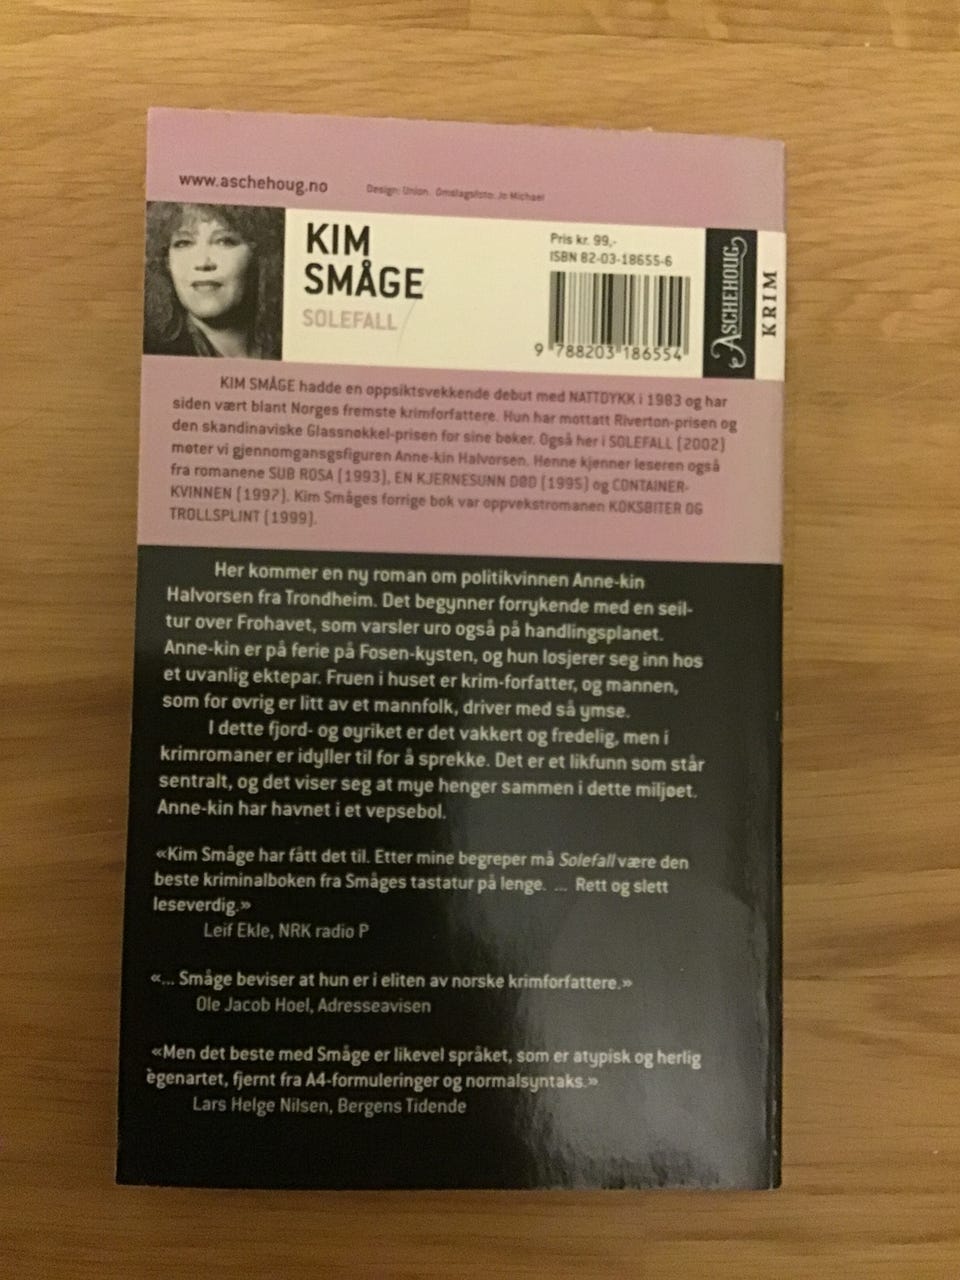 www.aschehoug.no
Design: Union. Omslagsfoto: Jo Michael
KIM
SMÅGE
SOLEFALL
Pris kr. 99,-
ISBN 82-03-18655-6
9 788203 186554
ASCHEHOUG
KRIM
KIM SMÅGE hadde en oppsiktsvekkende debut med NATTDYKK i 1983 og har
siden vært blant Norges fremste krimforfattere. Hun har mottatt Riverton-prisen og
den skandinaviske Glassnøkkel-prisen for sine bøker. Også her i SOLEFALL (2002)
møter vi gjennomgansgsfiguren Anne-kin Halvorsen. Henne kjenner leseren også
fra romanene SUB ROSA (1993), EN KJERNESUNN DØD (1995) og CONTAINER-
KVINNEN (1997). Kim Småges forrige bok var oppvekstromanen KOKSBITER OG
TROLLSPLINT (1999).
Her kommer en ny roman om politikvinnen Anne-kin
Halvorsen fra Trondheim. Det begynner forrykende med en seil-
tur over Frohavet, som varsler uro også på handlingsplanet.
Anne-kin er på ferie på Fosen-kysten, og hun losjerer seg inn hos
et uvanlig ektepar. Fruen i huset er krim-forfatter, og mannen,
som for øvrig er litt av et mannfolk, driver med så ymse.
I dette fjord- og øyriket er det vakkert og fredelig, men i
krimromaner er idyller til for å sprekke. Det er et likfunn som står
sentralt, og det viser seg at mye henger sammen i dette miljøet.
Anne-kin har havnet i et vepsebol.
«Kim Småge har fått det til. Etter mine begreper må Solefall være den
beste kriminalboken fra Småges tastatur på lenge. ... Rett og slett
leseverdig.»
Leif Ekle, NRK radio P
«... Småge beviser at hun er i eliten av norske krimforfattere.»
Ole Jacob Hoel, Adresseavisen
«Men det beste med Småge er likevel språket, som er atypisk og herlig
egenartet, fjernt fra A4-formuleringer og normalsyntaks.»
Lars Helge Nilsen, Bergens Tidende